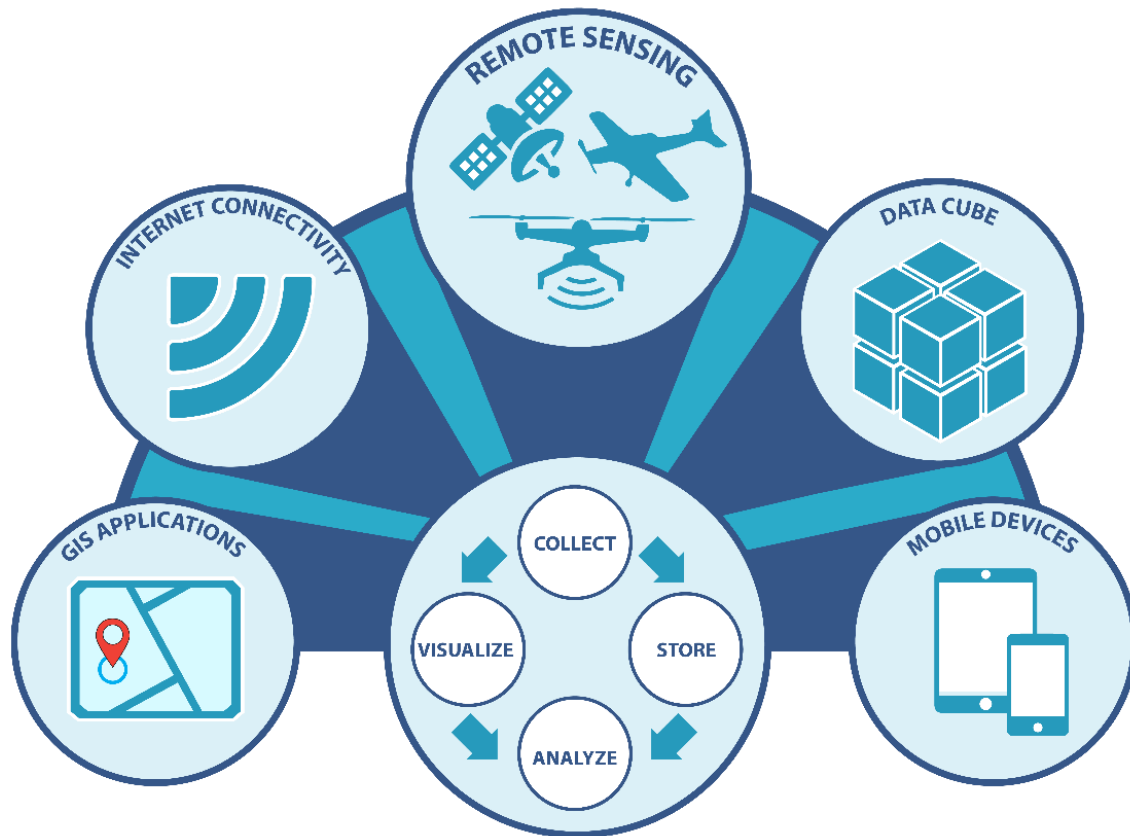 REMOTE SENSING
INTERNET CONNECTIVITY
DATA CUBE
GIS APPLICATIONS
MOBILE DEVICES
COLLECT
VISUALIZE
STORE
ANALYZE